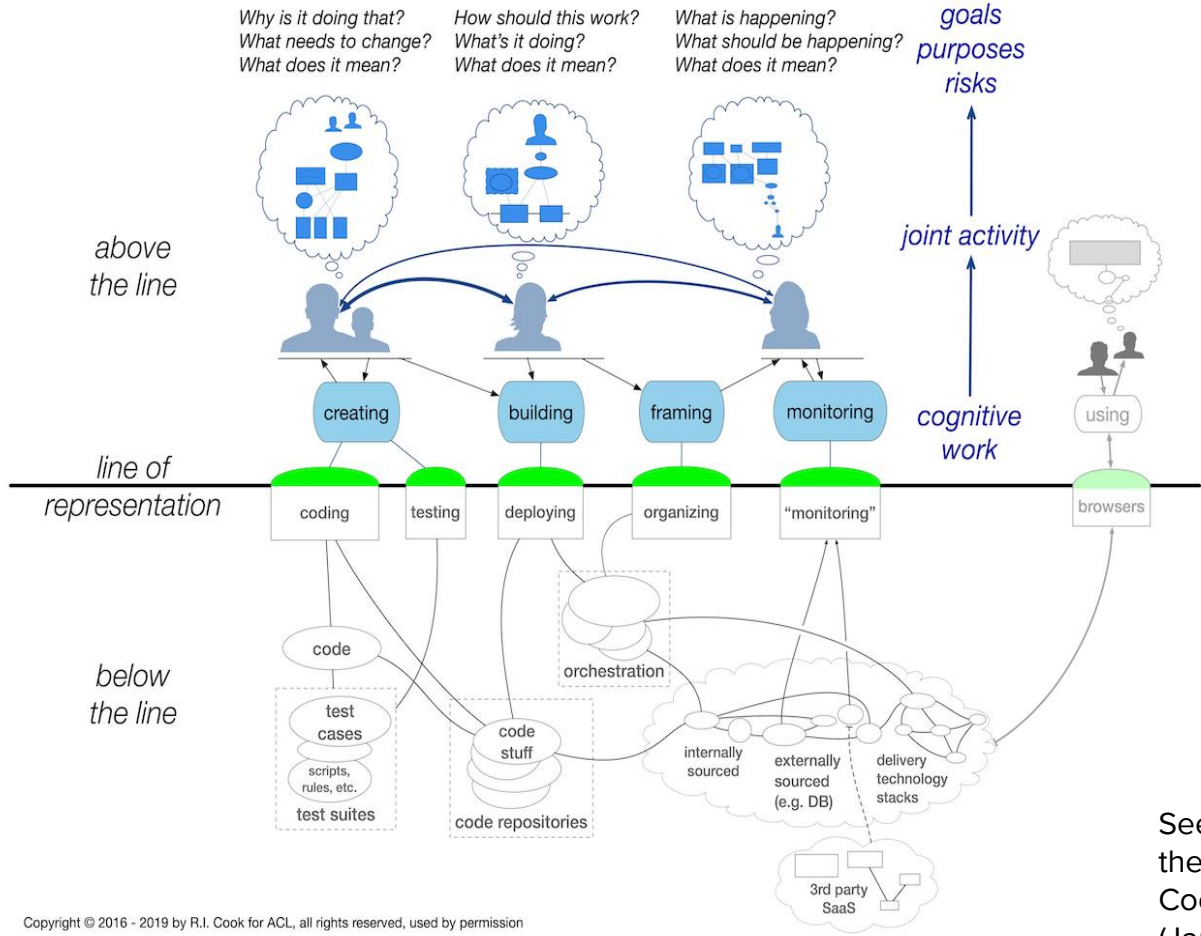 Why is it doing that?
What needs to change?
What does it mean?
How should this work?
What's it doing?
What does it mean?
What is happening?
What should be happening?
What does it mean?
goals
purposes
risks
above
the line
joint activity
creating
building
framing
monitoring
cognitive
work
using
line of
representation
coding
testing
deploying
organizing
"monitoring"
browsers
below
the line
code
test
cases
scripts,
rules, etc.
test suites
code
stuff
code repositories
orchestration
internally
sourced
externally
sourced
(e.g. DB)
delivery
technology
stacks
3rd party
SaaS
See
the
Copyright © 2016 - 2019 by R.I. Cook for ACL, all rights reserved, used by permission